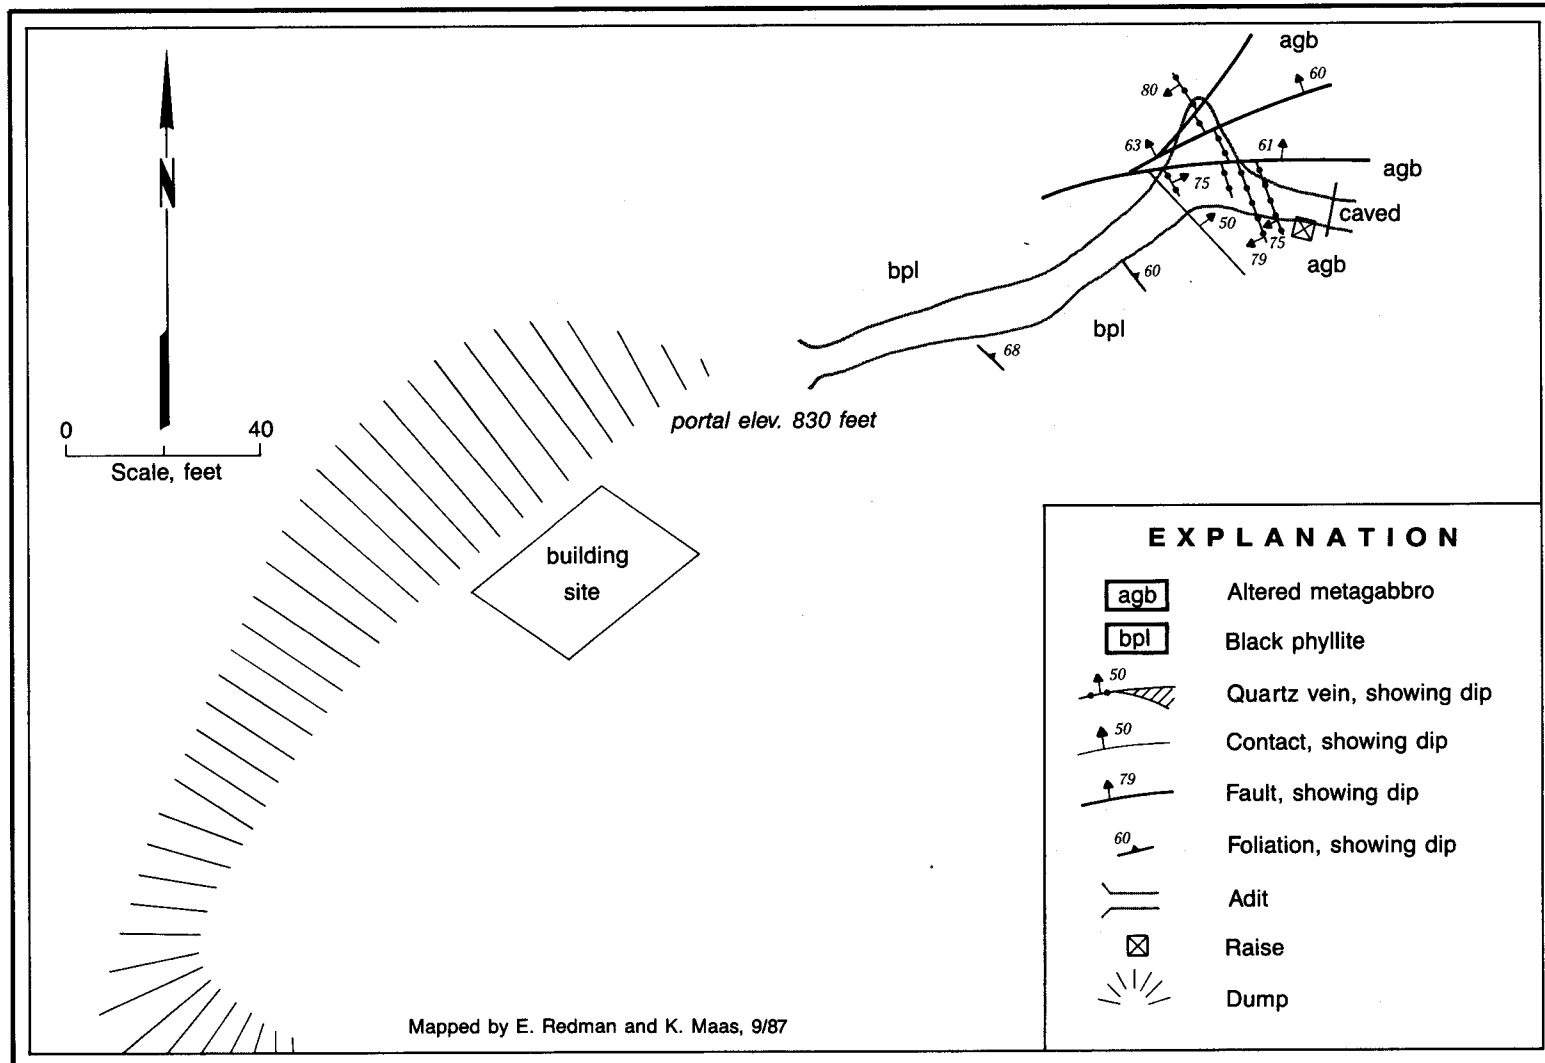 agb
60
80
N
63
61
agb
75
caved
50
75
79
agb
bpl
60
bpl
68
portal elev. 830 feet
0 40
Scale, feet
building
site
EXPLANATION
agb Altered metagabbro
bpl Black phyllite
50 Quartz vein, showing dip
50 Contact, showing dip
79 Fault, showing dip
60 Foliation, showing dip
Adit
Raise
Dump
Mapped by E. Redman and K. Maas, 9/87